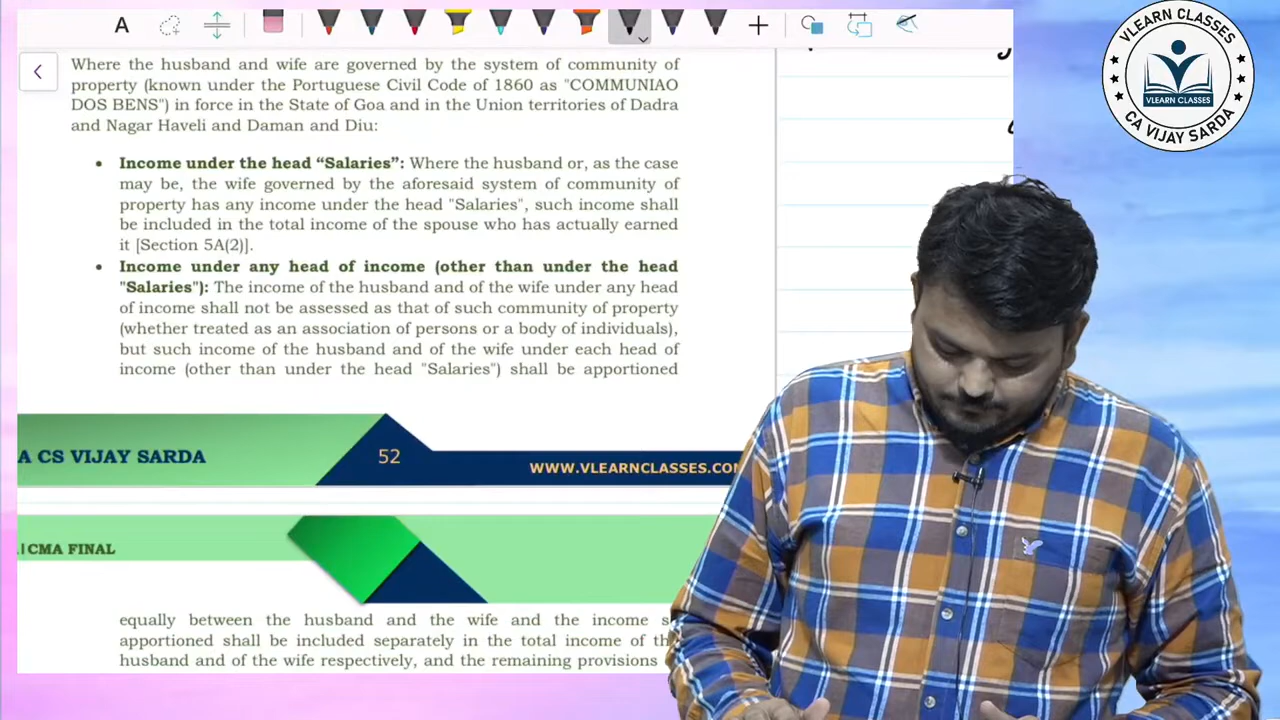 A
Where the husband and wife are governed by the system of community of
property (known under the Portuguese Civil Code of 1860 as "COMMUNIAO
DOS BENS") in force in the State of Goa and in the Union territories of Dadra
and Nagar Haveli and Daman and Diu:
• Income under the head “Salaries”: Where the husband or, as the case
may be, the wife governed by the aforesaid system of community of
property has any income under the head "Salaries", such income shall
be included in the total income of the spouse who has actually earned
it [Section 5A(2)].
• Income under any head of income (other than under the head
"Salaries"): The income of the husband and of the wife under any head
of income shall not be assessed as that of such community of property
(whether treated as an association of persons or a body of individuals),
but such income of the husband and of the wife under each head of
income (other than under the head "Salaries") shall be apportioned
A CS VIJAY SARDA
52
WWW.VLEARNCLASSES.CO
CMA FINAL
equally between the husband and the wife and the income
apportioned shall be included separately in the total income of
husband and of the wife respectively, and the remaining provisions
VLEARN CLASSES
VLEARN CLASSES
CA VIJAY SARDA